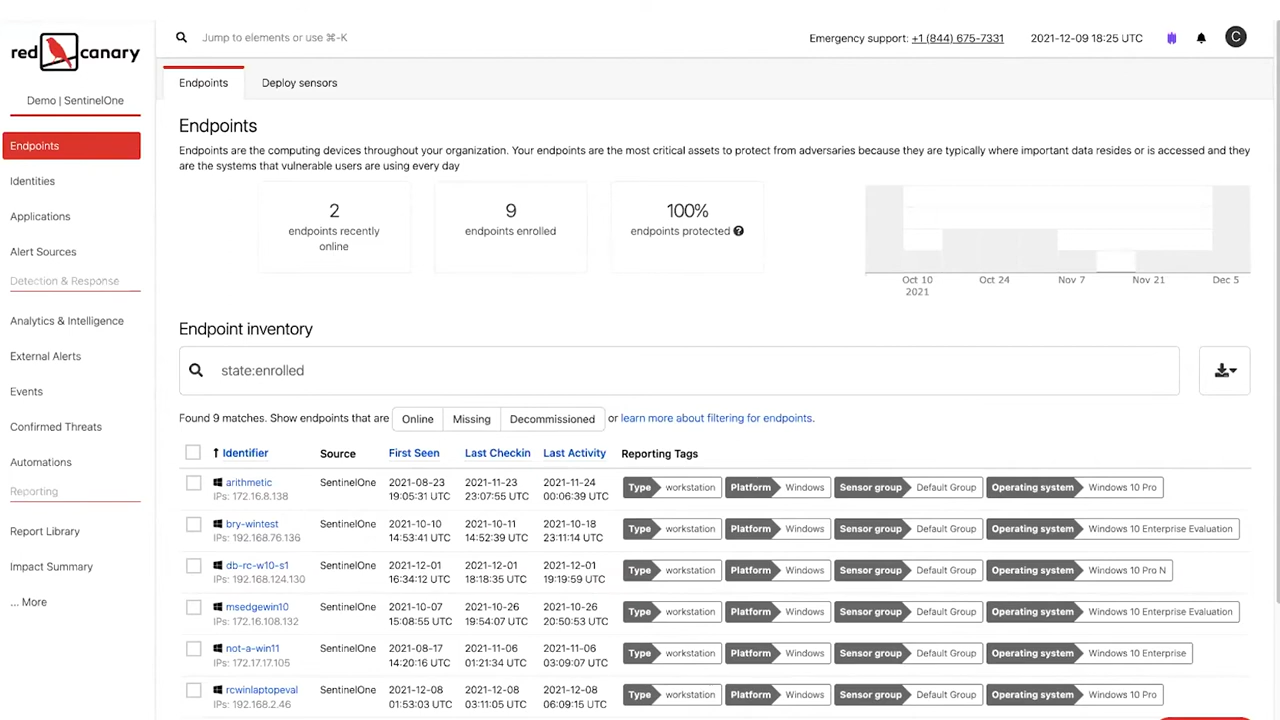 red canary
Jump to elements or use ⌘-K
Emergency support: +1 (844) 675-7331
2021-12-09 18:25 UTC
C
Demo | SentinelOne
Endpoints
Identities
Applications
Alert Sources
Detection & Response
Analytics & Intelligence
External Alerts
Events
Confirmed Threats
Automations
Reporting
Report Library
Impact Summary
... More
Endpoints
Deploy sensors
Endpoints
Endpoints are the computing devices throughout your organization. Your endpoints are the most critical assets to protect from adversaries because they are typically where important data resides or is accessed and they
are the systems that vulnerable users are using every day
2
endpoints recently
online
9
endpoints enrolled
100%
endpoints protected ?
Oct 10 Oct 24 Nov 7 Nov 21 Dec 5
2021
Endpoint inventory
state:enrolled
Found 9 matches. Show endpoints that are Online Missing Decommissioned or learn more about filtering for endpoints.
↑ Identifier Source First Seen Last Checkin Last Activity Reporting Tags
arithmetic SentinelOne 2021-08-23 2021-11-23 2021-11-24 Type workstation Platform Windows Sensor group Default Group Operating system Windows 10 Pro
IPs: 172.16.8.138 19:05:31 UTC 23:07:55 UTC 00:06:39 UTC
bry-wintest SentinelOne 2021-10-10 2021-10-11 2021-10-18 Type workstation Platform Windows Sensor group Default Group Operating system Windows 10 Enterprise Evaluation
IPs: 192.168.76.136 14:53:41 UTC 14:52:39 UTC 23:11:14 UTC
db-rc-w10-s1 SentinelOne 2021-12-01 2021-12-01 2021-12-01 Type workstation Platform Windows Sensor group Default Group Operating system Windows 10 Pro N
IPs: 192.168.124.130 16:34:12 UTC 18:18:35 UTC 19:19:59 UTC
msedgewin10 SentinelOne 2021-10-07 2021-10-26 2021-10-26 Type workstation Platform Windows Sensor group Default Group Operating system Windows 10 Enterprise Evaluation
IPs: 172.16.108.132 15:08:55 UTC 19:54:07 UTC 20:50:53 UTC
not-a-win11 SentinelOne 2021-08-17 2021-11-06 2021-11-06 Type workstation Platform Windows Sensor group Default Group Operating system Windows 10 Enterprise
IPs: 172.17.17.105 14:20:16 UTC 01:21:34 UTC 03:09:07 UTC
rcwinlaptopeval SentinelOne 2021-12-08 2021-12-08 2021-12-08 Type workstation Platform Windows Sensor group Default Group Operating system Windows 10 Pro
IPs: 192.168.2.46 01:53:03 UTC 03:11:05 UTC 06:09:15 UTC